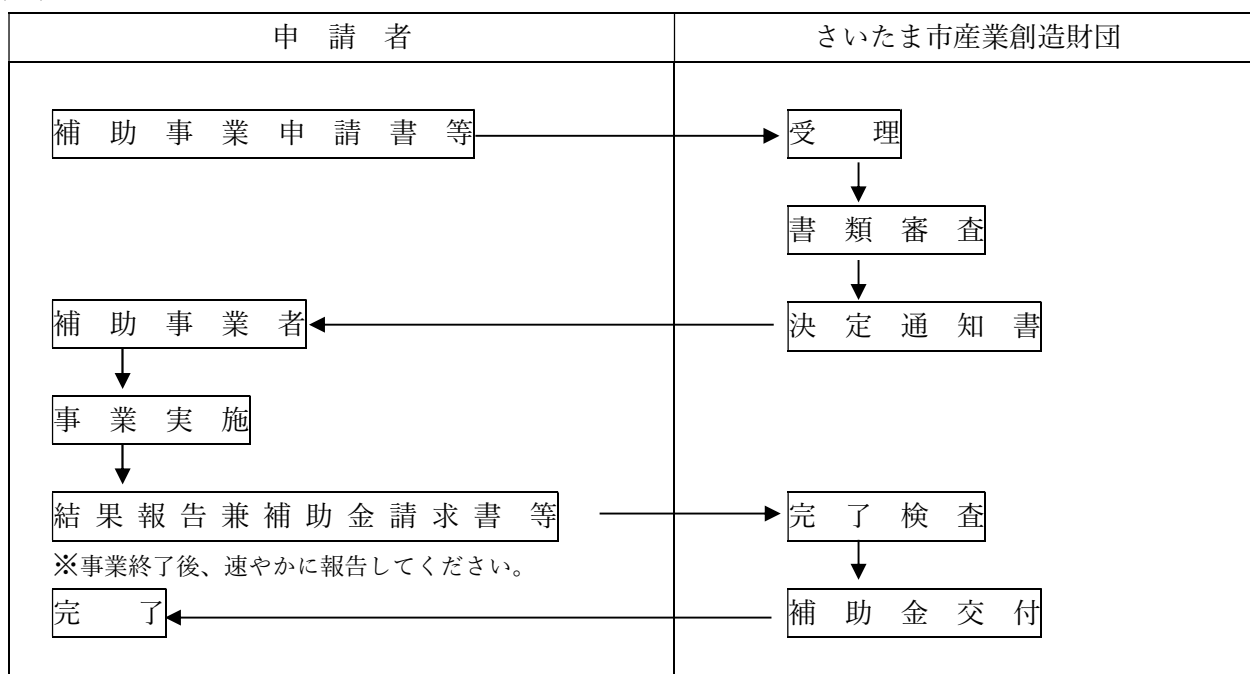 申請者 さいたま市産業創造財団
補助事業申請書等 受理
書類審査
補助事業者 決定通知書
事業実施
結果報告兼補助金請求書等 完了検査
※事業終了後、速やかに報告してください。
完了 補助金交付